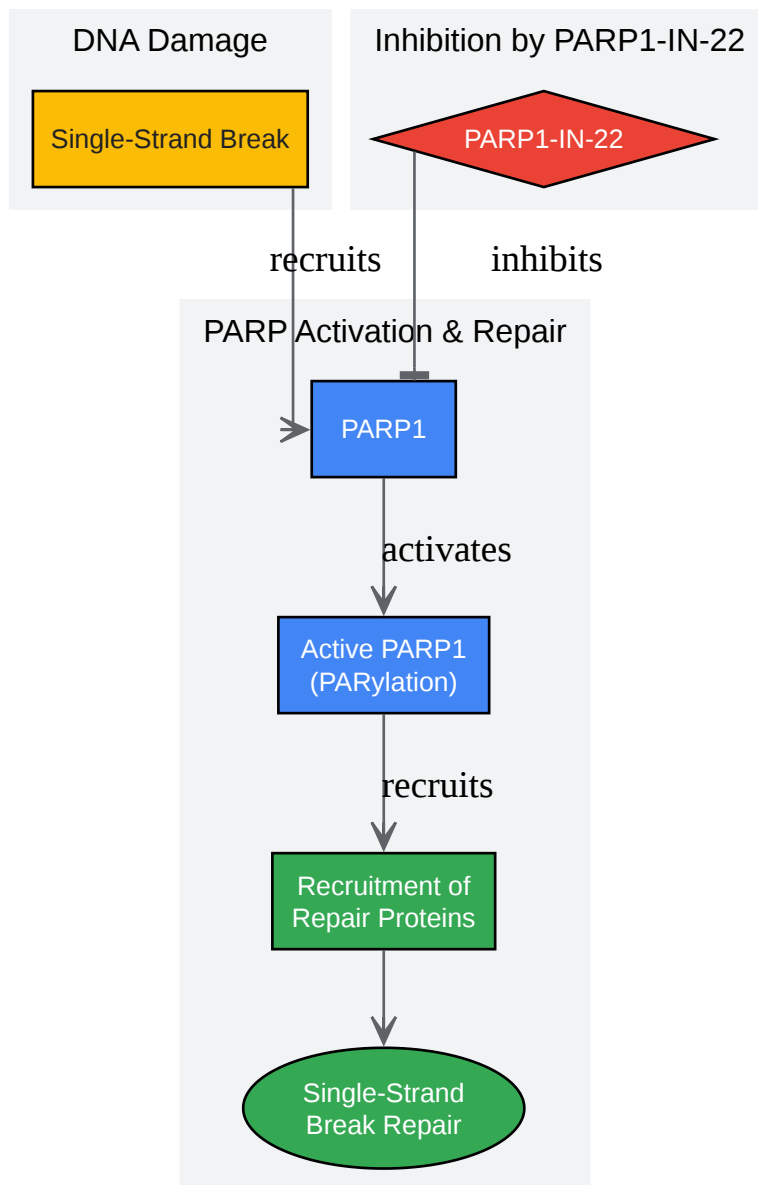 DNA Damage
Inhibition by PARP1-IN-22
Single-Strand Break
PARP1-IN-22
recruits
inhibits
PARP Activation & Repair
PARP1
activates
Active PARP1
(PARylation)
recruits
Recruitment of
Repair Proteins
Single-Strand
Break Repair